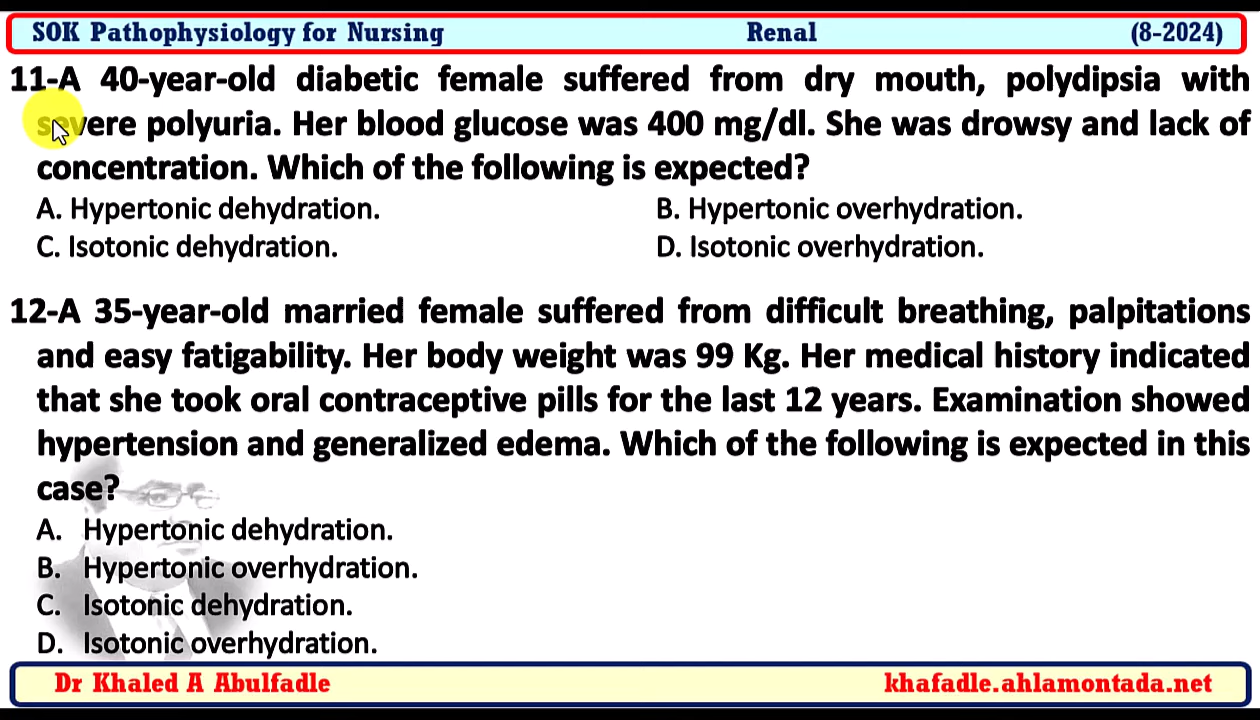 SOK Pathophysiology for Nursing Renal (8-2024)
11-A 40-year-old diabetic female suffered from dry mouth, polydipsia with
severe polyuria. Her blood glucose was 400 mg/dl. She was drowsy and lack of
concentration. Which of the following is expected?
A. Hypertonic dehydration. B. Hypertonic overhydration.
C. Isotonic dehydration. D. Isotonic overhydration.
12-A 35-year-old married female suffered from difficult breathing, palpitations
and easy fatigability. Her body weight was 99 Kg. Her medical history indicated
that she took oral contraceptive pills for the last 12 years. Examination showed
hypertension and generalized edema. Which of the following is expected in this
case?
A. Hypertonic dehydration.
B. Hypertonic overhydration.
C. Isotonic dehydration.
D. Isotonic overhydration.
Dr Khaled A Abulfadle khafadle.ahlamontada.net